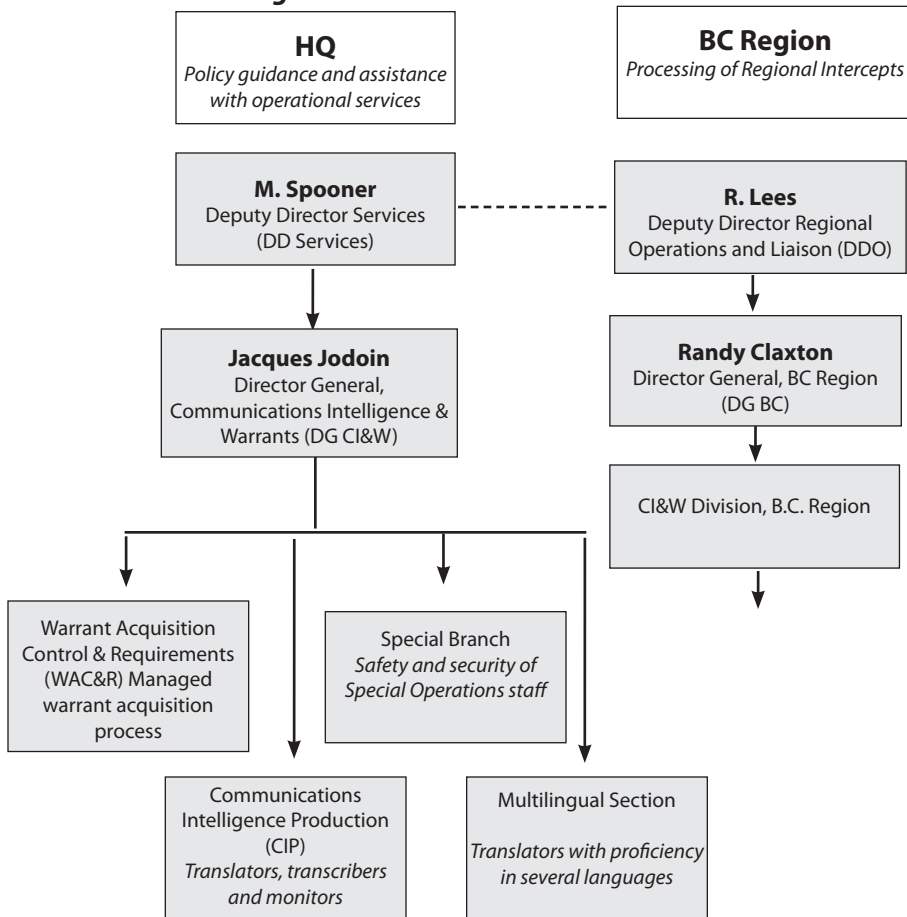 HQ
Policy guidance and assistance
with operational services
BC Region
Processing of Regional Intercepts
M. Spooner
Deputy Director Services
(DD Services)
R. Lees
Deputy Director Regional
Operations and Liaison (DDO)
Jacques Jodoin
Director General,
Communications Intelligence &
Warrants (DG CI&W)
Randy Claxton
Director General, BC Region
(DG BC)
CI&W Division, B.C. Region
Warrant Acquisition
Control & Requirements
(WAC&R) Managed
warrant acquisition
process
Special Branch
Safety and security of
Special Operations staff
Communications
Intelligence Production
(CIP)
Translators, transcribers
and monitors
Multilingual Section
Translators with proficiency
in several languages